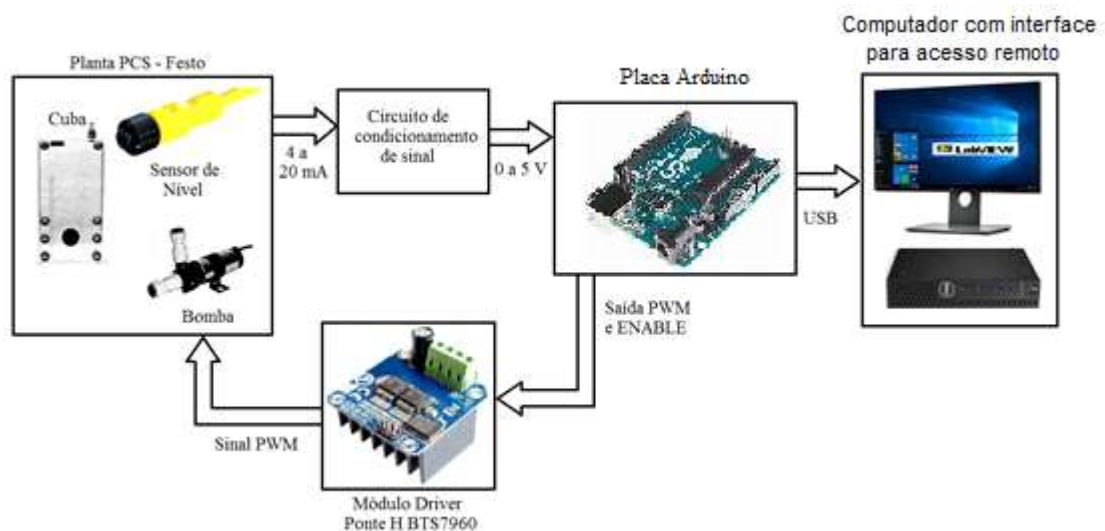 Planta PCS - Festo
Cuba
Sensor de
Nível
Bomba
4 a
20 mA
Circuito de
condicionamento
de sinal
0 a 5 V
Placa Arduino
USB
Computador com interface
para acesso remoto
LabVIEW
Saída PWM
e ENABLE
Sinal PWM
Módulo Driver
Ponte H BTS7960